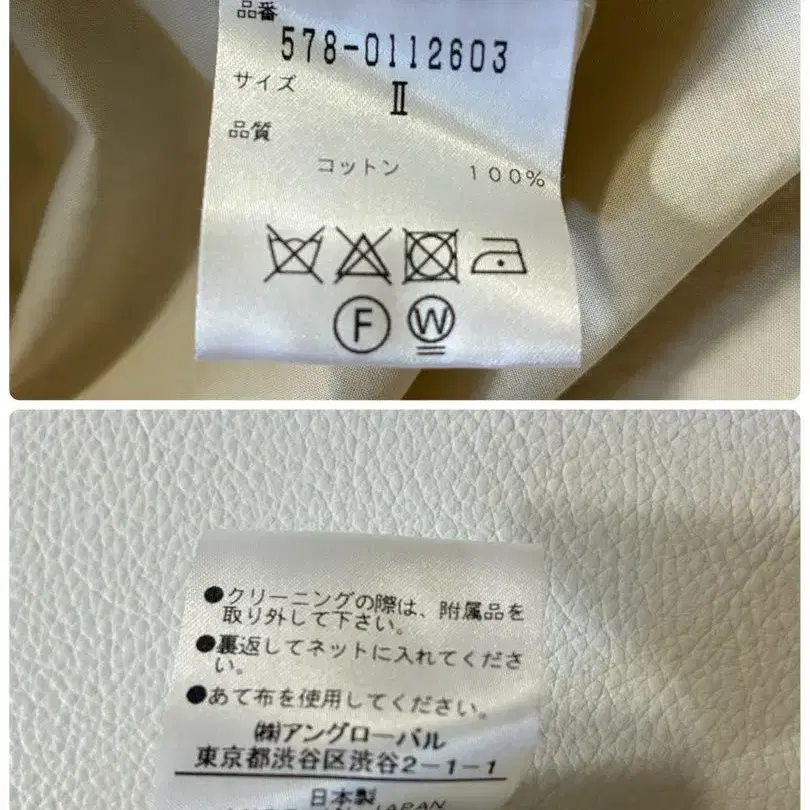 品番
578-0112603
サイズ
II
品質
コットン 100%
F W
●クリーニングの際は、附属品を
取り外して下さい。
●裏返してネットに入れてくださ
い。
●あて布を使用してください。
㈱アングローバル
東京都渋谷区渋谷2-1-1
日本製
JAPAN